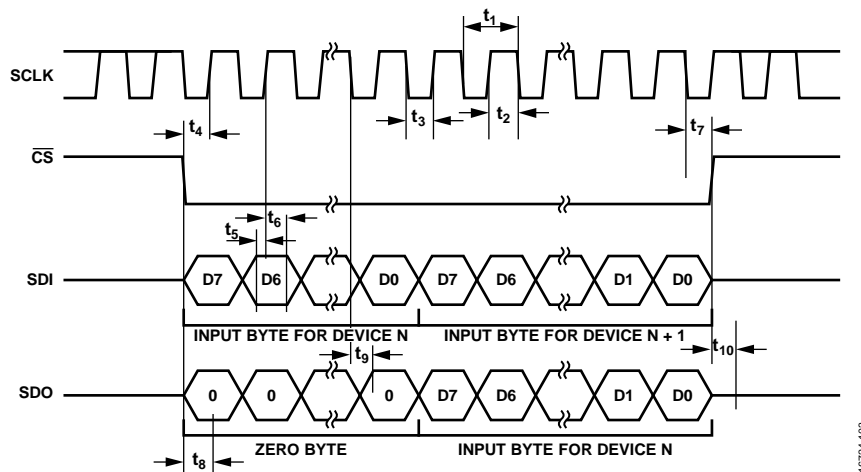 t1
SCLK
t4
t3
t2
t7
CS
t6
t5
SDI
D7
D6
D0
D7
D6
D1
D0
INPUT BYTE FOR DEVICE N
INPUT BYTE FOR DEVICE N + 1
t9
t10
SDO
0
0
0
D7
D6
D1
D0
ZERO BYTE
INPUT BYTE FOR DEVICE N
t8